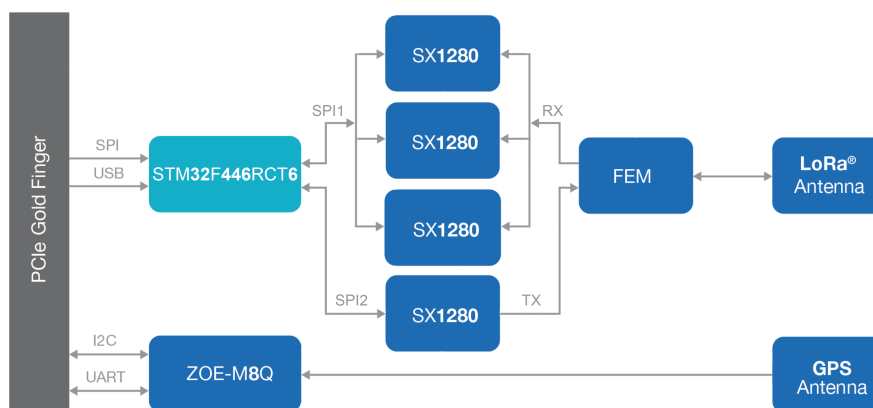 PCIe Gold Finger
SPI
USB
I2C
UART
STM32F446RCT6
ZOE-M8Q
SPI1
SPI2
SX1280
SX1280
SX1280
SX1280
RX
TX
FEM
LoRa®
Antenna
GPS
Antenna